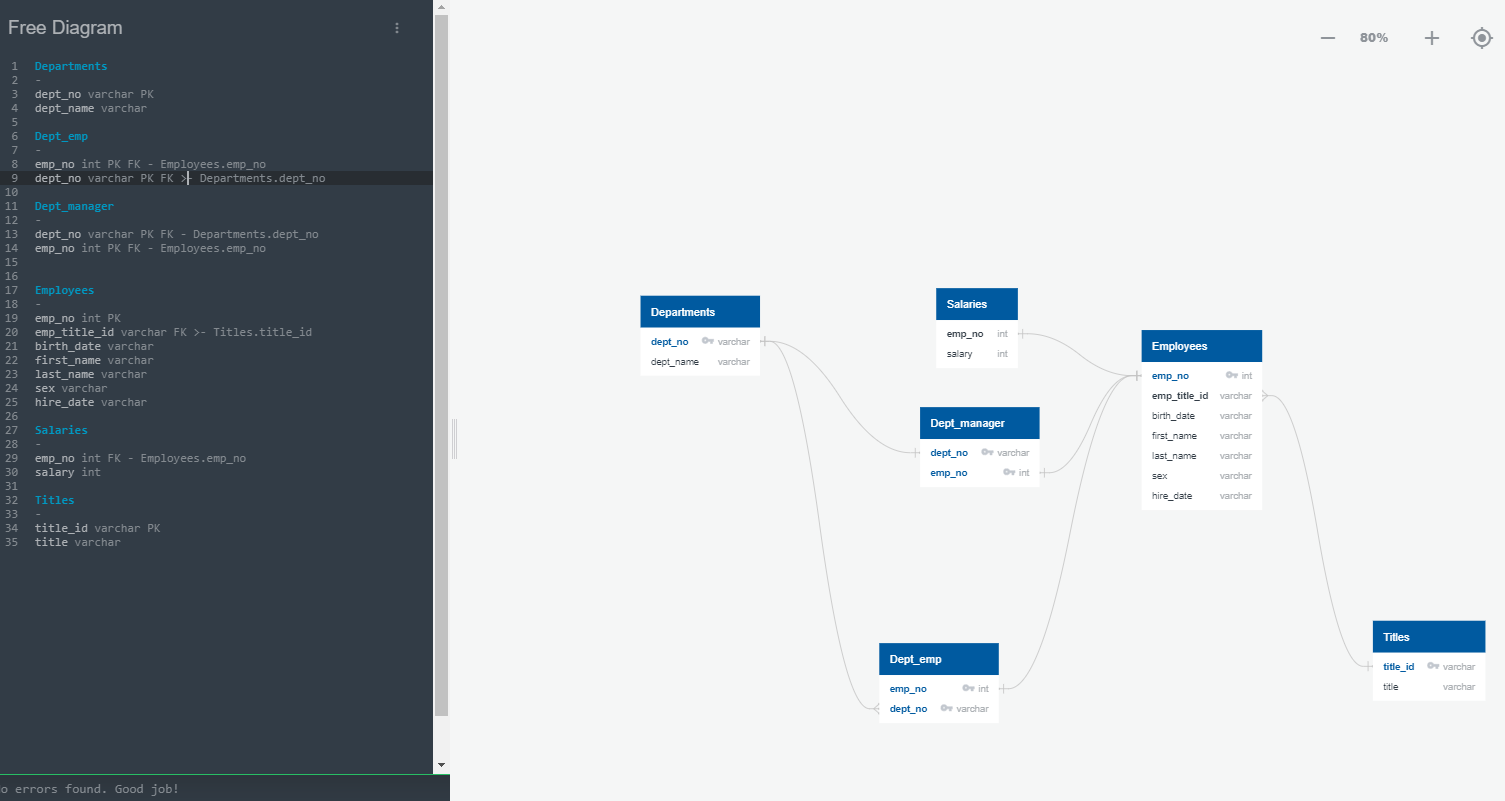 Free Diagram
1 Departments
2 -
3 dept_no varchar PK
4 dept_name varchar
5
6 Dept_emp
7 -
8 emp_no int PK FK - Employees.emp_no
9 dept_no varchar PK FK >- Departments.dept_no
10
11 Dept_manager
12 -
13 dept_no varchar PK FK - Departments.dept_no
14 emp_no int PK FK - Employees.emp_no
15
16
17 Employees
18 -
19 emp_no int PK
20 emp_title_id varchar FK >- Titles.title_id
21 birth_date varchar
22 first_name varchar
23 last_name varchar
24 sex varchar
25 hire_date varchar
26
27 Salaries
28 -
29 emp_no int FK - Employees.emp_no
30 salary int
31
32 Titles
33 -
34 title_id varchar PK
35 title varchar
o errors found. Good job!
80%
Departments
dept_no varchar
dept_name varchar
Salaries
emp_no int
salary int
Employees
emp_no int
emp_title_id varchar
birth_date varchar
first_name varchar
last_name varchar
sex varchar
hire_date varchar
Dept_manager
dept_no varchar
emp_no int
Dept_emp
emp_no int
dept_no varchar
Titles
title_id varchar
title varchar